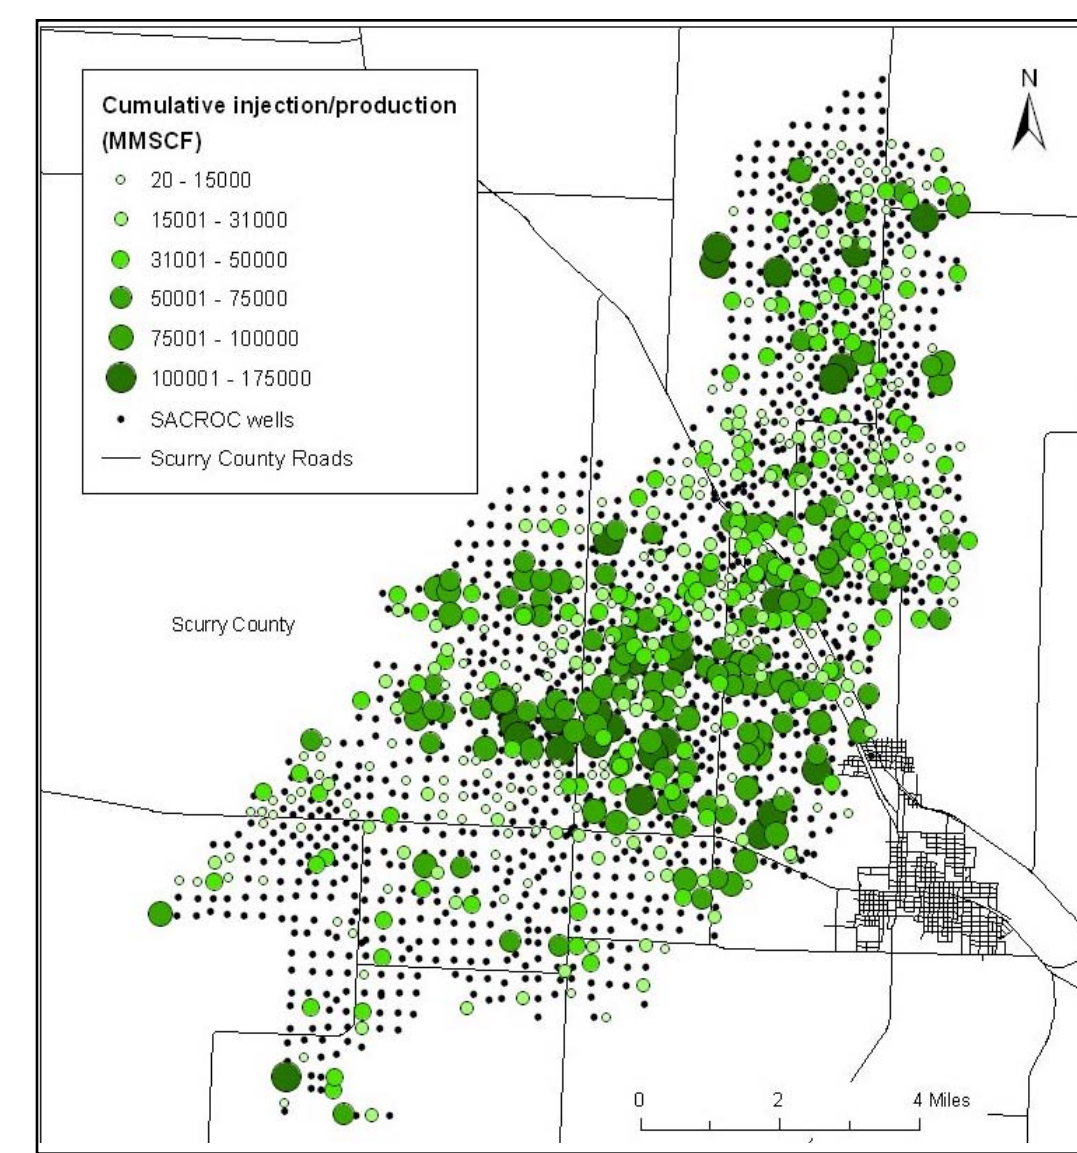 Cumulative injection/production
(MMSCF)
20 - 15000
15001 - 31000
31001 - 50000
50001 - 75000
75001 - 100000
100001 - 175000
SACROC wells
Scurry County Roads
N
Scurry County
0 2 4 Miles